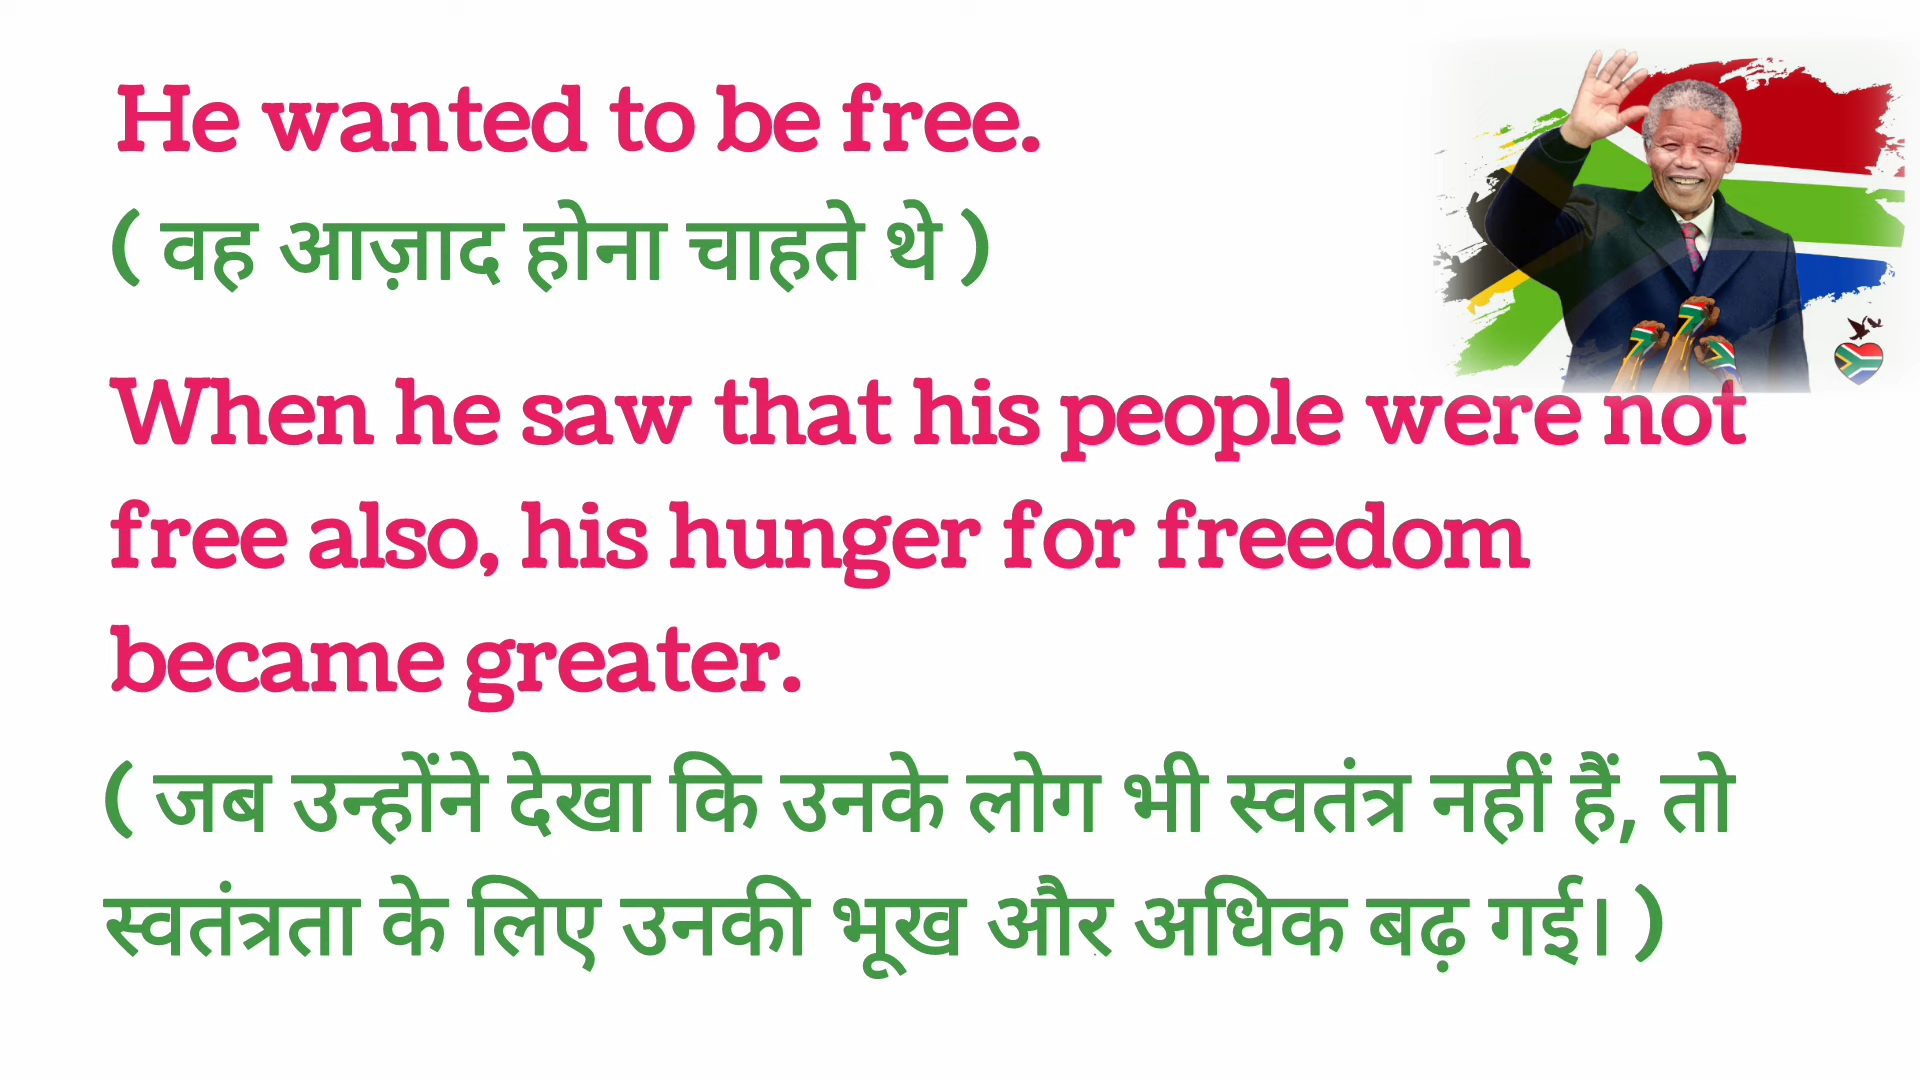 He wanted to be free.
( वह आज़ाद होना चाहते थे )
When he saw that his people were not
free also, his hunger for freedom
became greater.
( जब उन्होंने देखा कि उनके लोग भी स्वतंत्र नहीं हैं, तो
स्वतंत्रता के लिए उनकी भूख और अधिक बढ़ गई। )